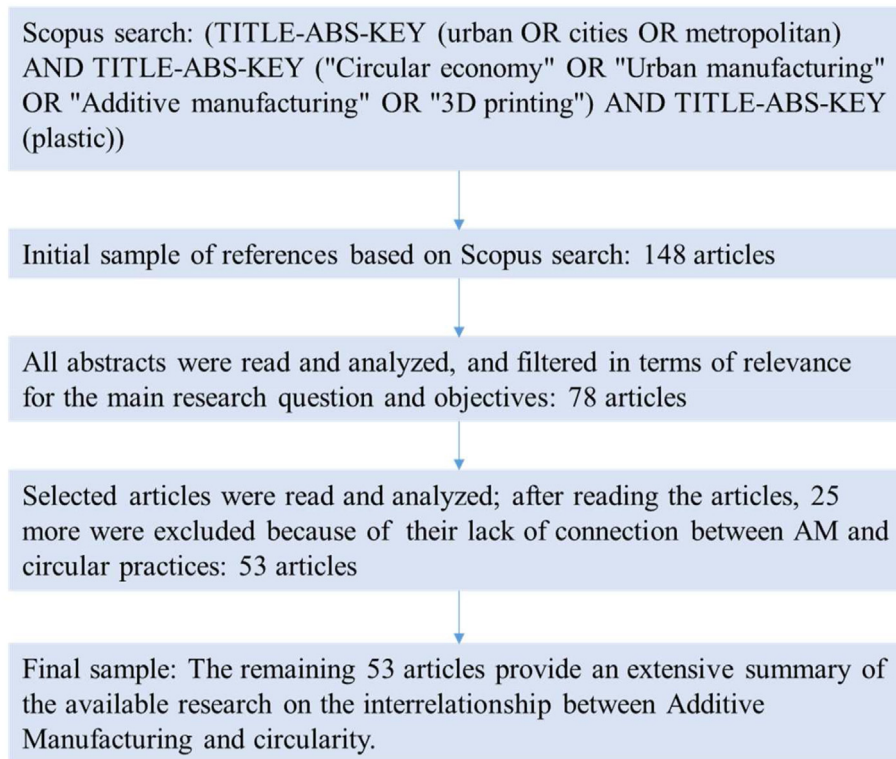 Scopus search: (TITLE-ABS-KEY (urban OR cities OR metropolitan)
AND TITLE-ABS-KEY ("Circular economy" OR "Urban manufacturing"
OR "Additive manufacturing" OR "3D printing") AND TITLE-ABS-KEY
(plastic))
Initial sample of references based on Scopus search: 148 articles
All abstracts were read and analyzed, and filtered in terms of relevance
for the main research question and objectives: 78 articles
Selected articles were read and analyzed; after reading the articles, 25
more were excluded because of their lack of connection between AM and
circular practices: 53 articles
Final sample: The remaining 53 articles provide an extensive summary of
the available research on the interrelationship between Additive
Manufacturing and circularity.